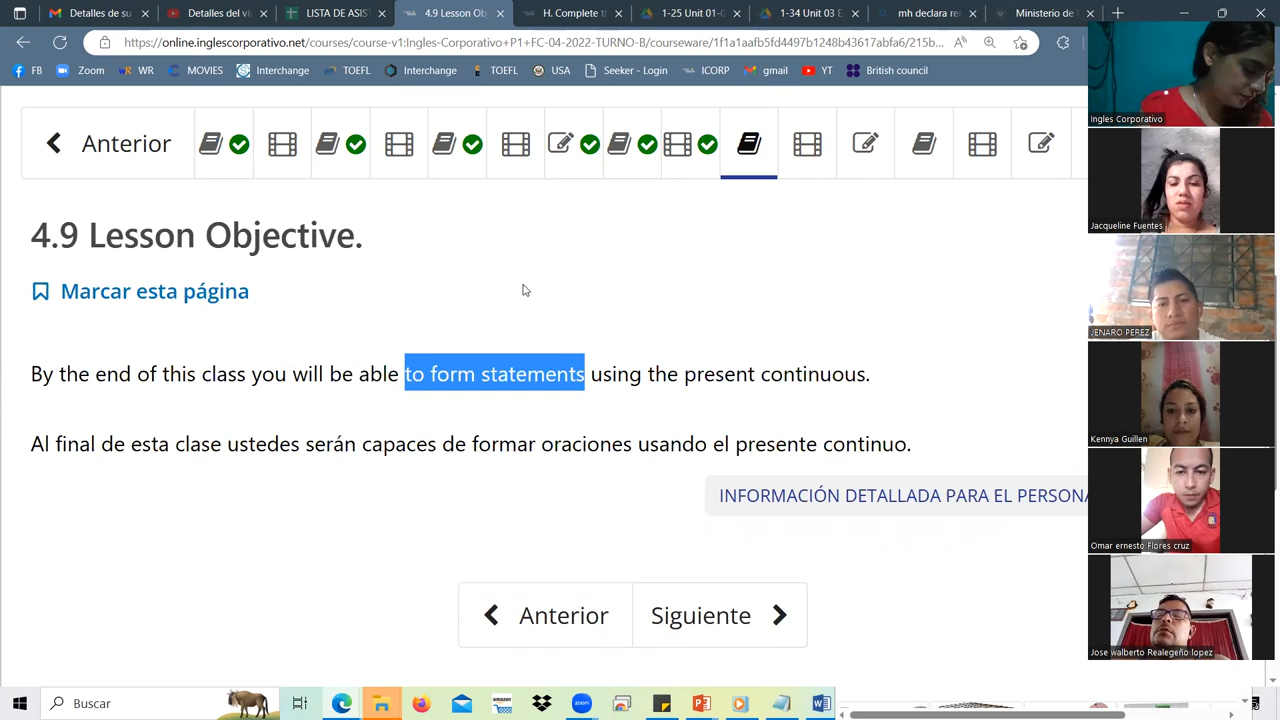 Detalles de su
Detalles del vi
LISTA DE ASIST
4.9 Lesson Obj
H. Complete t
1-25 Unit 01-0
1-34 Unit 03 E
mh declara re
Ministerio de
https://online.inglescorporativo.net/courses/course-v1:Ingles-Corporativo+P1+FC-04-2022-TURNO-B/courseware/1f1a1aafb5fd4497b1248b43617abfa6/215b...
FB
Zoom
WR
MOVIES
Interchange
TOEFL
Interchange
TOEFL
USA
Seeker - Login
ICORP
gmail
YT
British council
Anterior
4.9 Lesson Objective.
Marcar esta página
By the end of this class you will be able to form statements using the present continuous.
Al final de esta clase ustedes serán capaces de formar oraciones usando el presente continuo.
INFORMACIÓN DETALLADA PARA EL PERSONA
Anterior
Siguiente
Ingles Corporativo
Jacqueline Fuentes
JENARO PEREZ
Kennya Guillen
Omar ernesto Flores cruz
Jose walberto Realegeño lopez
Buscar